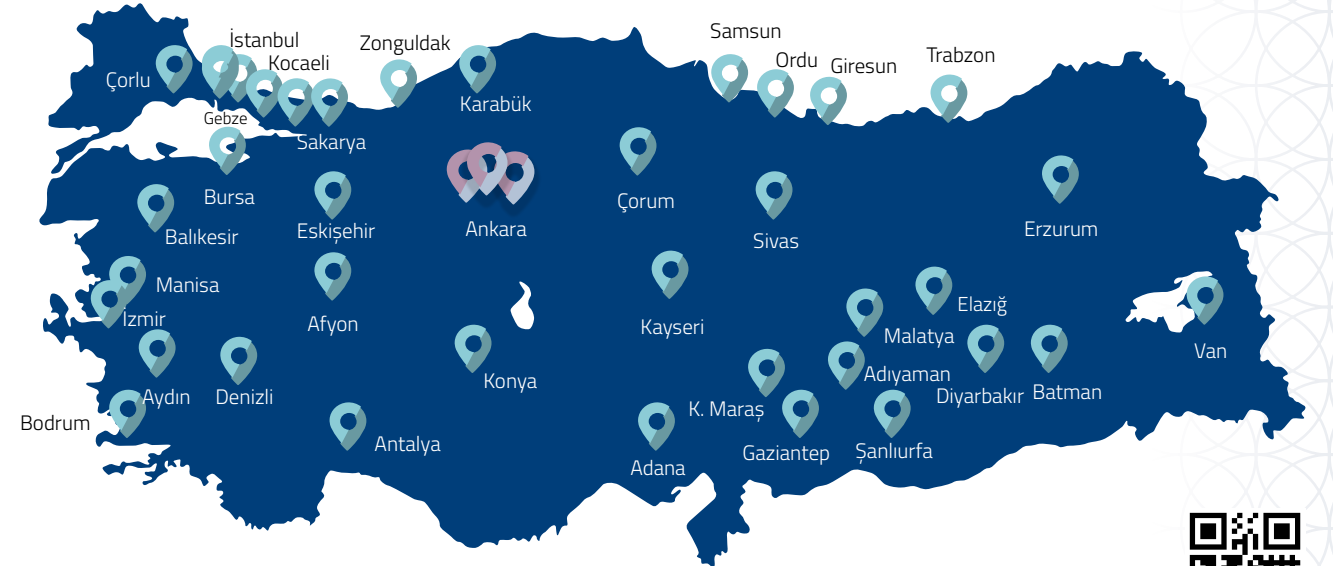 İstanbul
Samsun
Zonguldak
Ordu
Trabzon
Kocaeli
Giresun
Çorlu
Karabük
Gebze
Sakarya
Bursa
Çorum
Ankara
Erzurum
Eskişehir
Balıkesir
Sivas
Manisa
Elazığ
İzmir
Afyon
Kayseri
Malatya
Van
Adıyaman
Konya
Batman
Aydın
Denizli
Diyarbakır
K. Maraş
Bodrum
Antalya
Şanlıurfa
Gaziantep
Adana